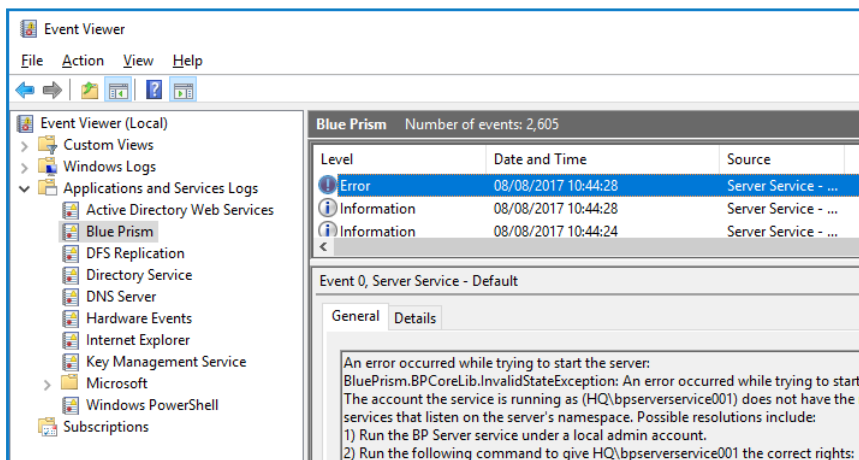 Event Viewer
File Action View Help
Event Viewer (Local)
Custom Views
Windows Logs
Applications and Services Logs
Active Directory Web Services
Blue Prism
DFS Replication
Directory Service
DNS Server
Hardware Events
Internet Explorer
Key Management Service
Microsoft
Windows PowerShell
Subscriptions
Blue Prism Number of events: 2,605
Level Date and Time Source
Error 08/08/2017 10:44:28 Server Service - ...
Information 08/08/2017 10:44:28 Server Service - ...
Information 08/08/2017 10:44:24 Server Service - ...
Event 0, Server Service - Default
General Details
An error occurred while trying to start the server:
BluePrism.BPCoreLib.InvalidStateException: An error occurred while trying to start
The account the service is running as (HQ\bpserverservice001) does not have the
services that listen on the server's namespace. Possible resolutions include:
1) Run the BP Server service under a local admin account.
2) Run the following command to give HQ\bpserverservice001 the correct rights: